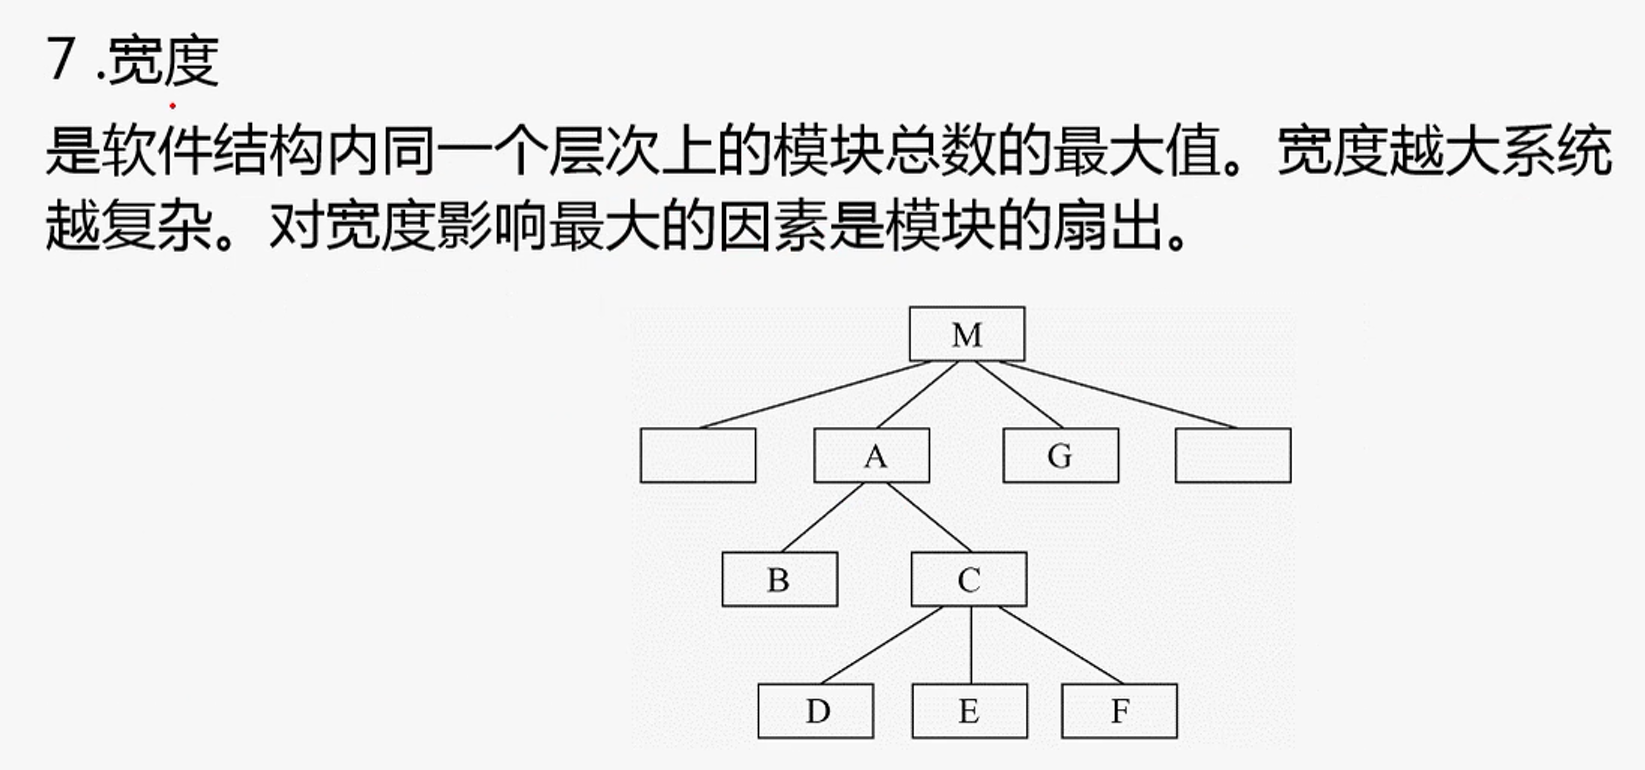 7 .宽度
是软件结构内同一个层次上的模块总数的最大值。宽度越大系统
越复杂。对宽度影响最大的因素是模块的扇出。
M
A G
B C
D E F